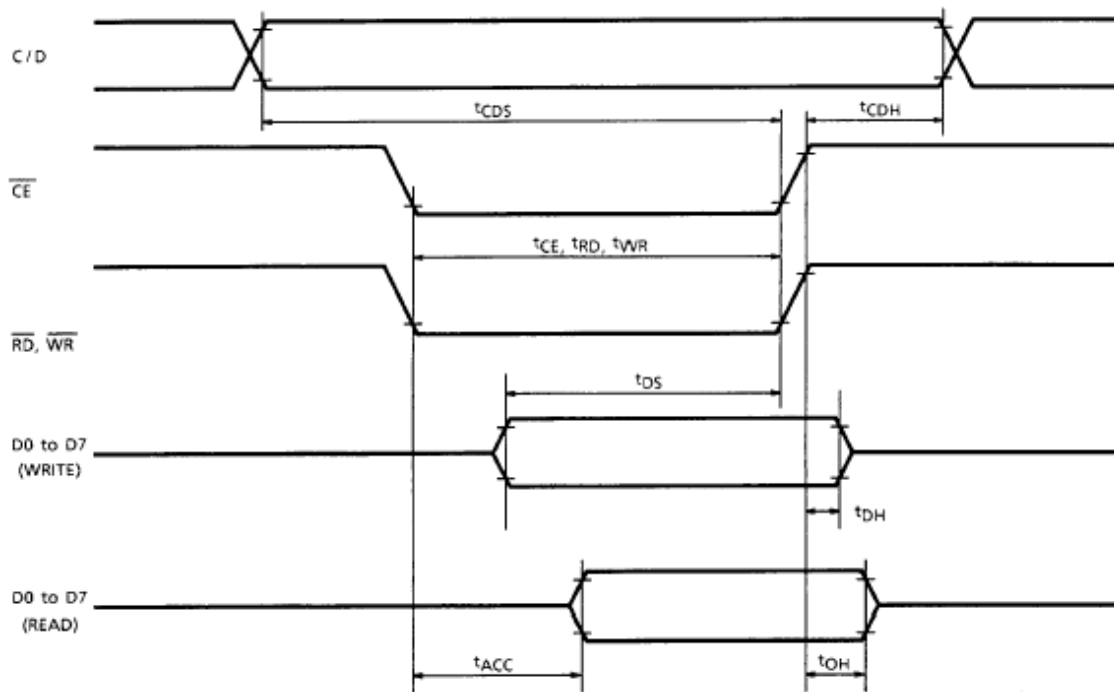 C/D
tCDS
tCDH
CE
tCE, tRD, tWR
RD, WR
tDS
D0 to D7
(WRITE)
tDH
D0 to D7
(READ)
tACC
tOH